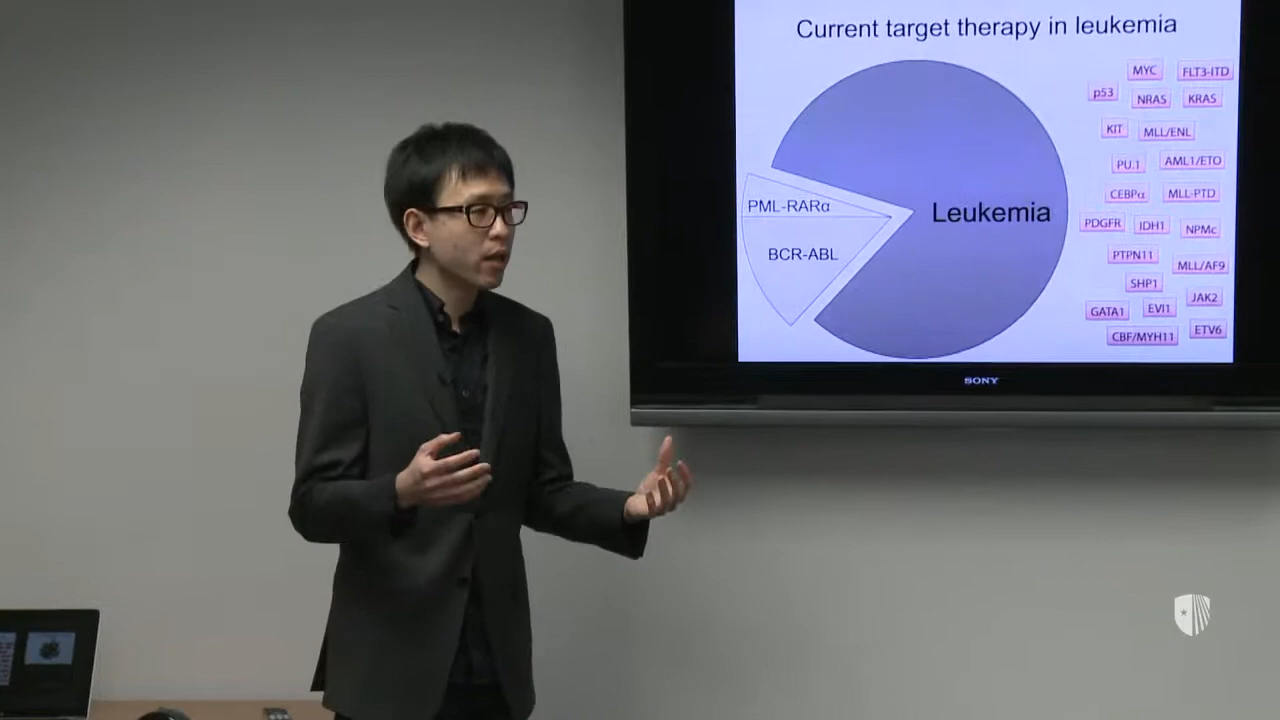 Current target therapy in leukemia
MYC FLT3-ITD
p53 NRAS KRAS
KIT MLL/ENL
PU.1 AML1/ETO
PML-RARα Leukemia CEBPα MLL-PTD
PDGFR IDH1 NPMc
BCR-ABL PTPN11 MLL/AF9
SHP1 JAK2
GATA1 EVI1
CBF/MYH11 ETV6
SONY